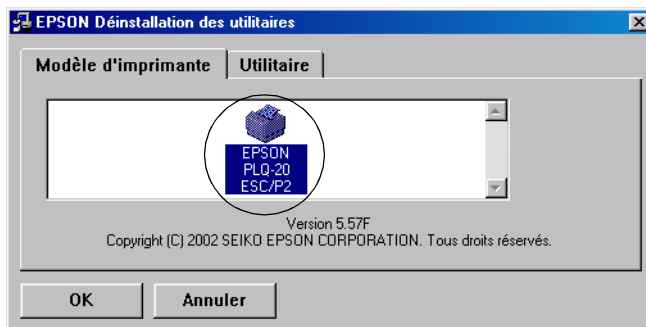 EPSON Déinstallation des utilitaires
Modèle d'imprimante Utilitaire
EPSON
PLQ-20
ESC/P2
Version 5.57F
Copyright (C) 2002 SEIKO EPSON CORPORATION. Tous droits réservés.
OK Annuler